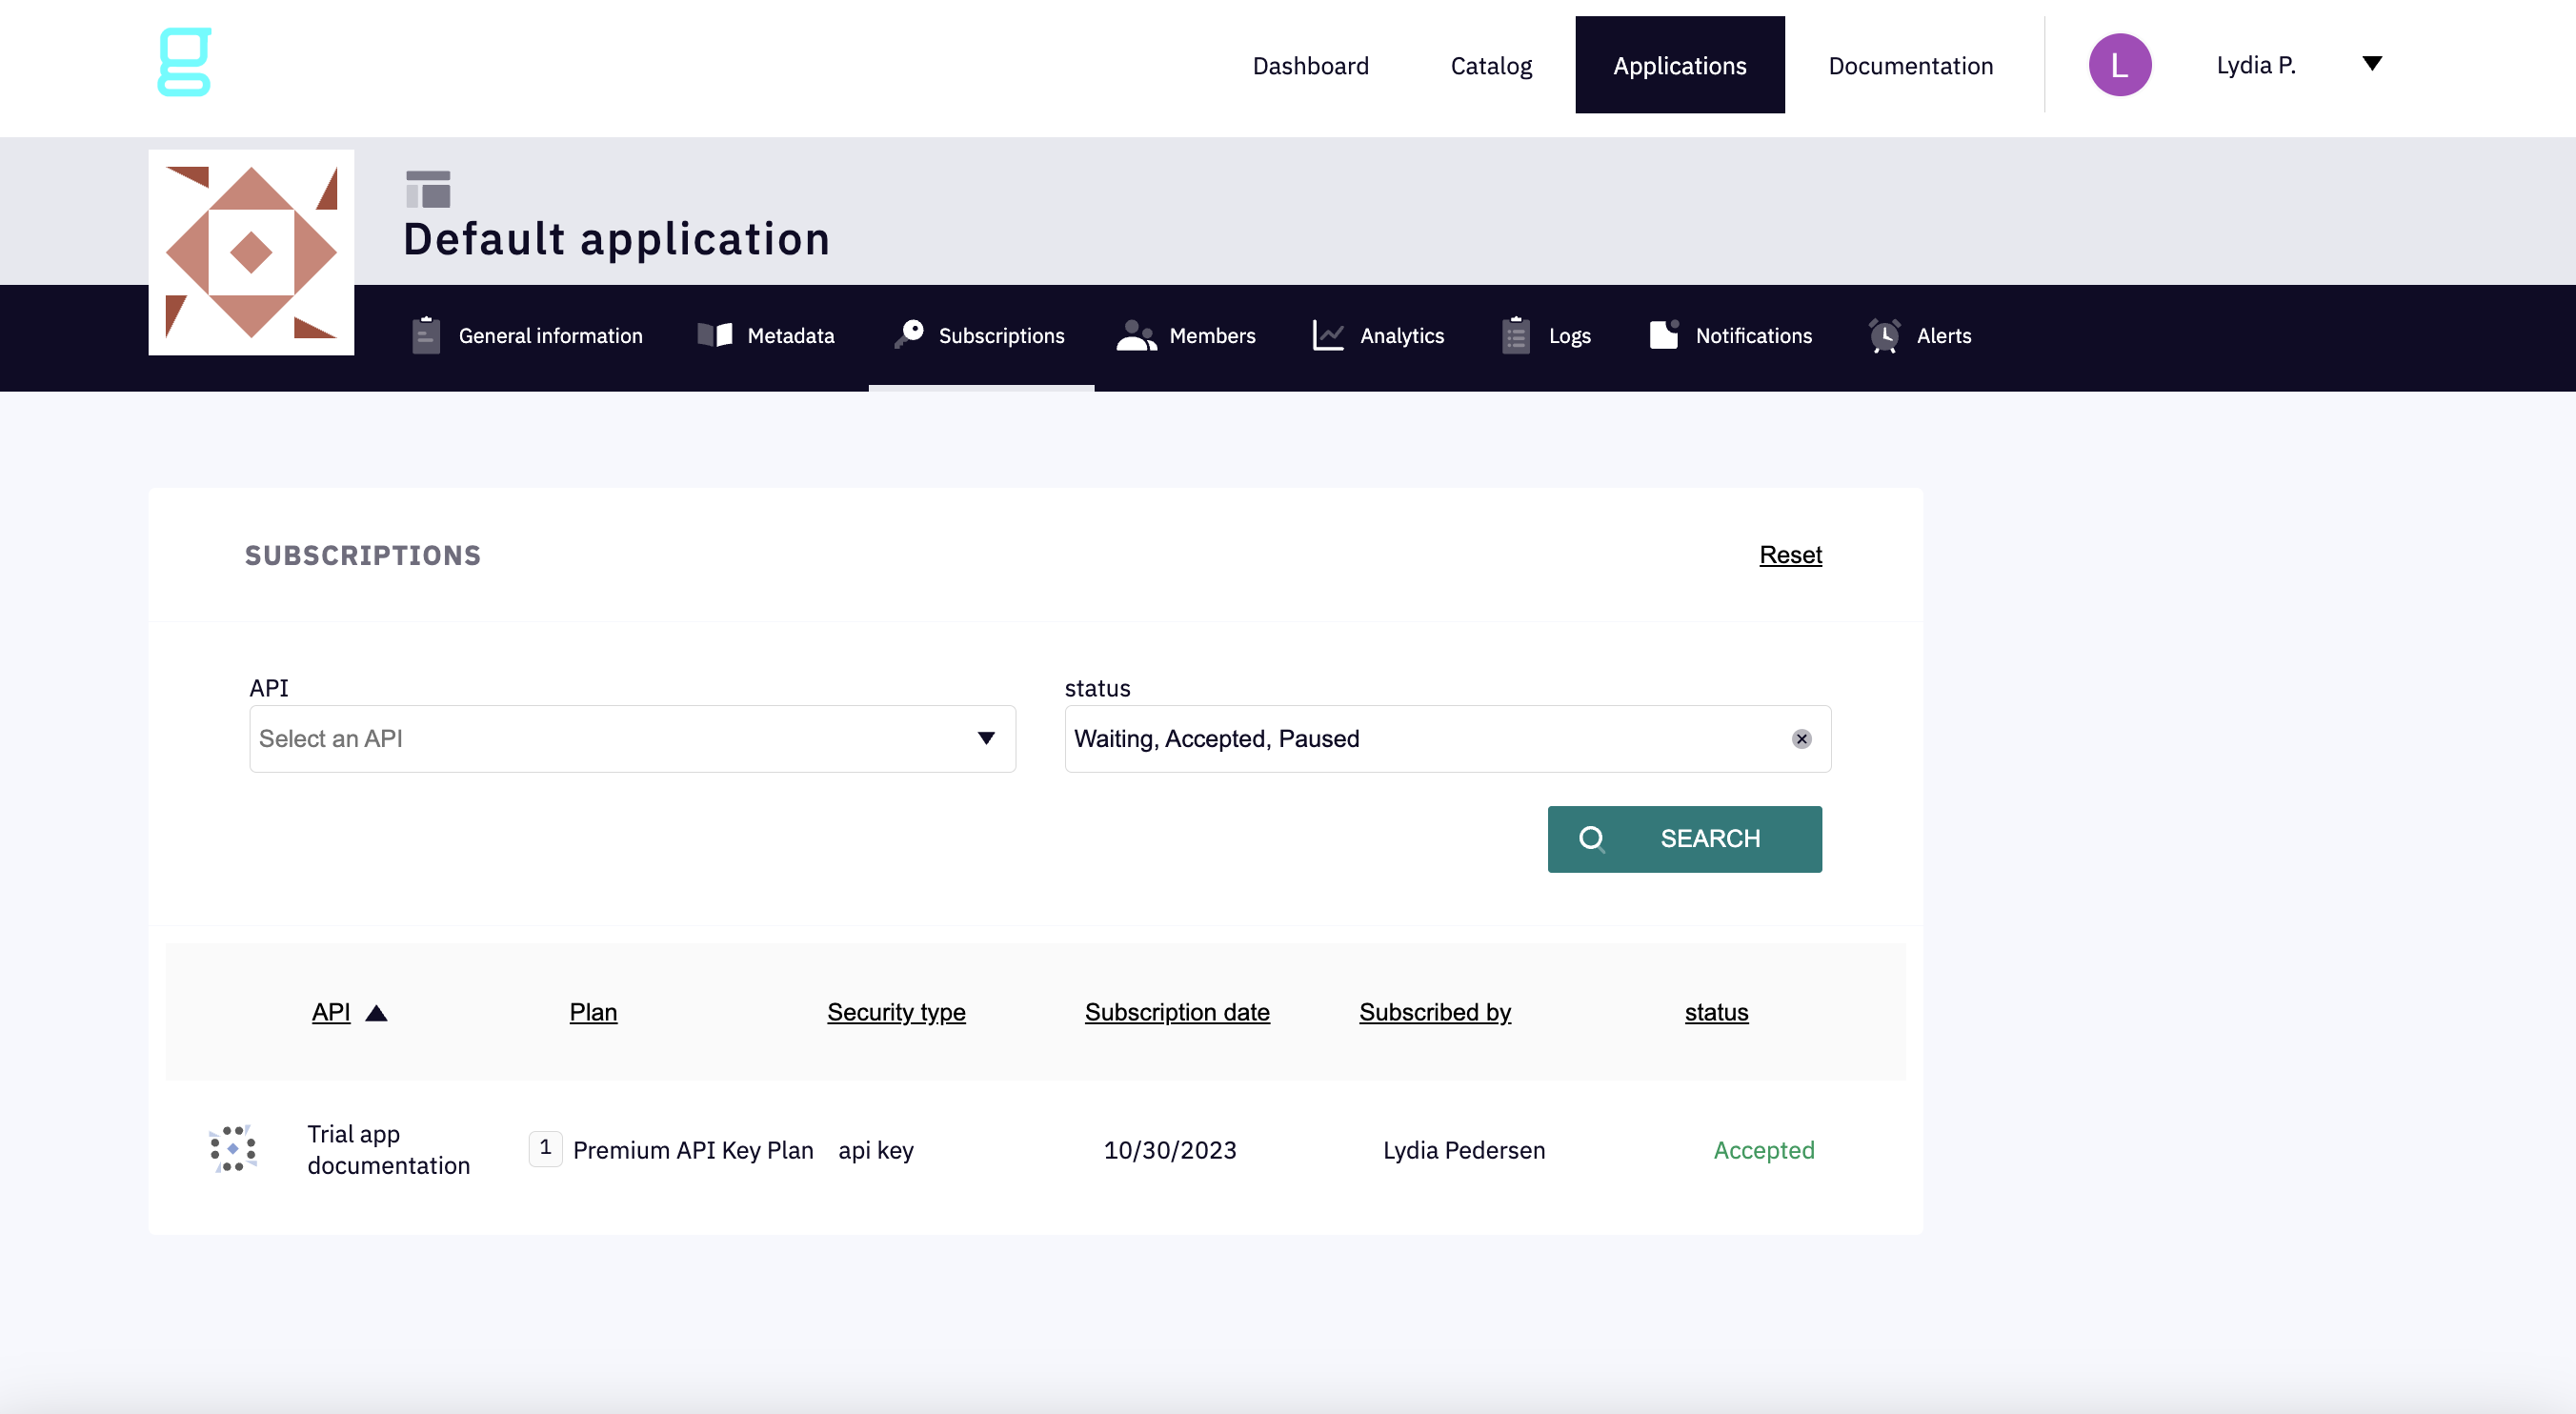 g
Dashboard Catalog Applications Documentation L Lydia P.
Default application
General information Metadata Subscriptions Members Analytics Logs Notifications Alerts
SUBSCRIPTIONS Reset
API status
Select an API Waiting, Accepted, Paused
SEARCH
API Plan Security type Subscription date Subscribed by status
Trial app
documentation 1 Premium API Key Plan api key 10/30/2023 Lydia Pedersen Accepted